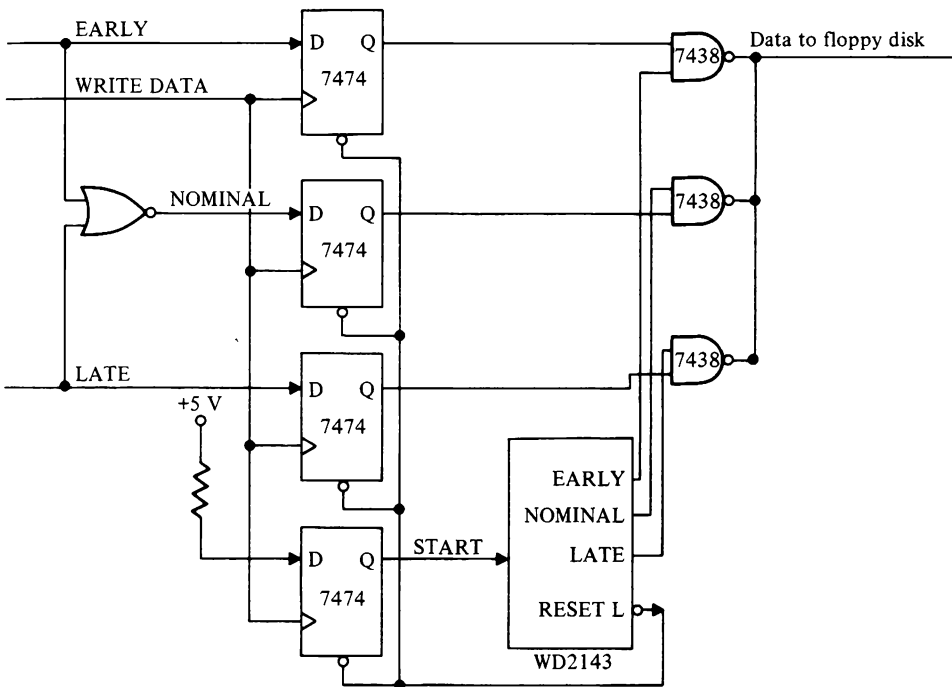 EARLY
D Q
7474
7438
Data to floppy disk
WRITE DATA
NOMINAL
D Q
7474
7438
LATE
D Q
7474
7438
+5 V
EARLY
NOMINAL
START
LATE
D Q
7474
RESET L
WD2143